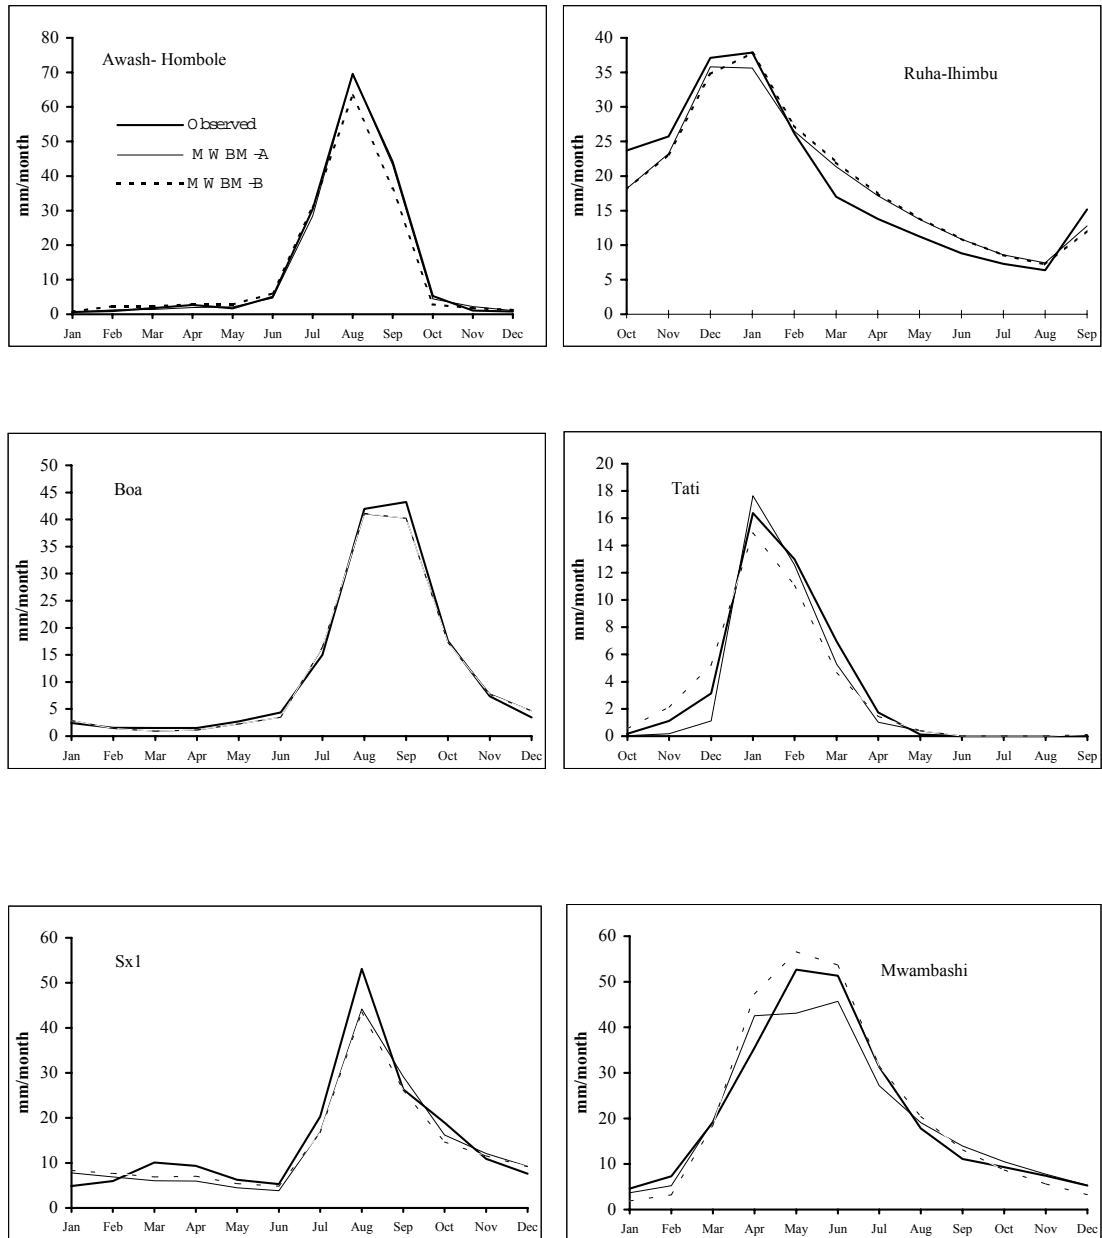 Awash- Hombole
Observed
MWBM-A
MWBM-B
mm/month
80
70
60
50
40
30
20
10
0
Jan Feb Mar Apr May Jun Jul Aug Sep Oct Nov Dec
Ruha-Ihimbu
40
35
30
25
20
15
10
5
0
Oct Nov Dec Jan Feb Mar Apr May Jun Jul Aug Sep
Boa
mm/month
50
45
40
35
30
25
20
15
10
5
0
Jan Feb Mar Apr May Jun Jul Aug Sep Oct Nov Dec
Tati
mm/month
20
18
16
14
12
10
8
6
4
2
0
Oct Nov Dec Jan Feb Mar Apr May Jun Jul Aug Sep
Sx1
mm/month
60
50
40
30
20
10
0
Jan Feb Mar Apr May Jun Jul Aug Sep Oct Nov Dec
Mwambashi
mm/month
60
50
40
30
20
10
0
Jan Feb Mar Apr May Jun Jul Aug Sep Oct Nov Dec